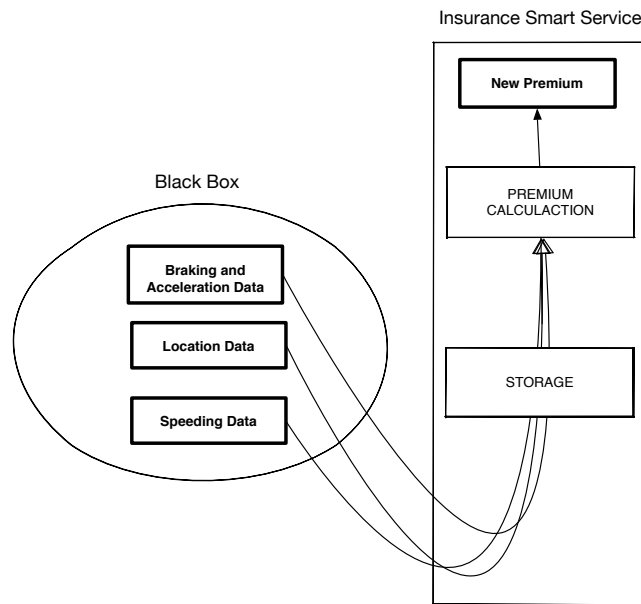 Insurance Smart Service
New Premium
PREMIUM
CALCULACTION
Black Box
Braking and
Acceleration Data
Location Data
STORAGE
Speeding Data